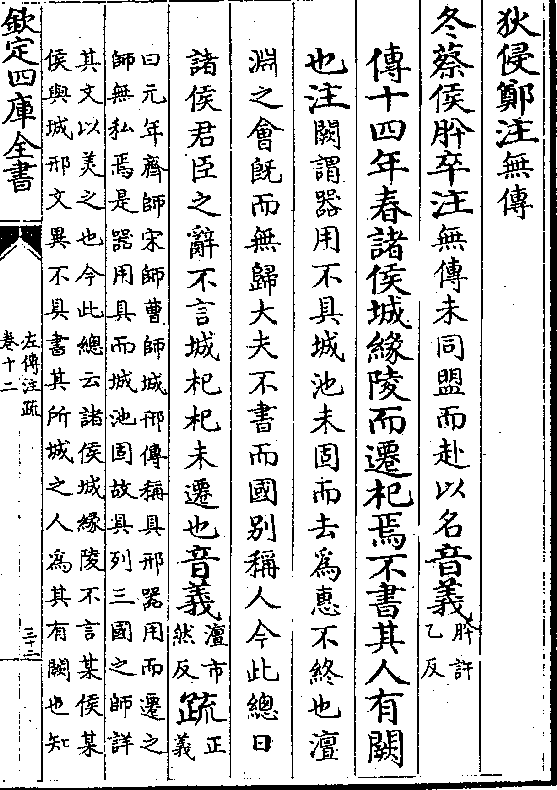 狄侵鄭注無傳
冬蔡侯肸卒注無傳未同盟而赴以名音義肸許
乙反
傳十四年春諸侯城緣陵而遷杞焉不書其人有闕
也注闕謂器用不具城池未固而去為惠不終也澶
淵之會既而無歸大夫不書而國別稱人今此總曰
諸侯君臣之辭不言城杞杞未遷也音義澶市
然反疏正
義
曰元年齊師宋師曹師城邢傳稱具邢器用而遷之
師無私焉是器用具而城池固故具列三國之師詳
其文以美之也今此總云諸侯城緣陵不言某侯某
侯與城邢文異不具書其所城之人為其有闕也知
欽定四庫全書
左傳注疏
卷十二
三十二